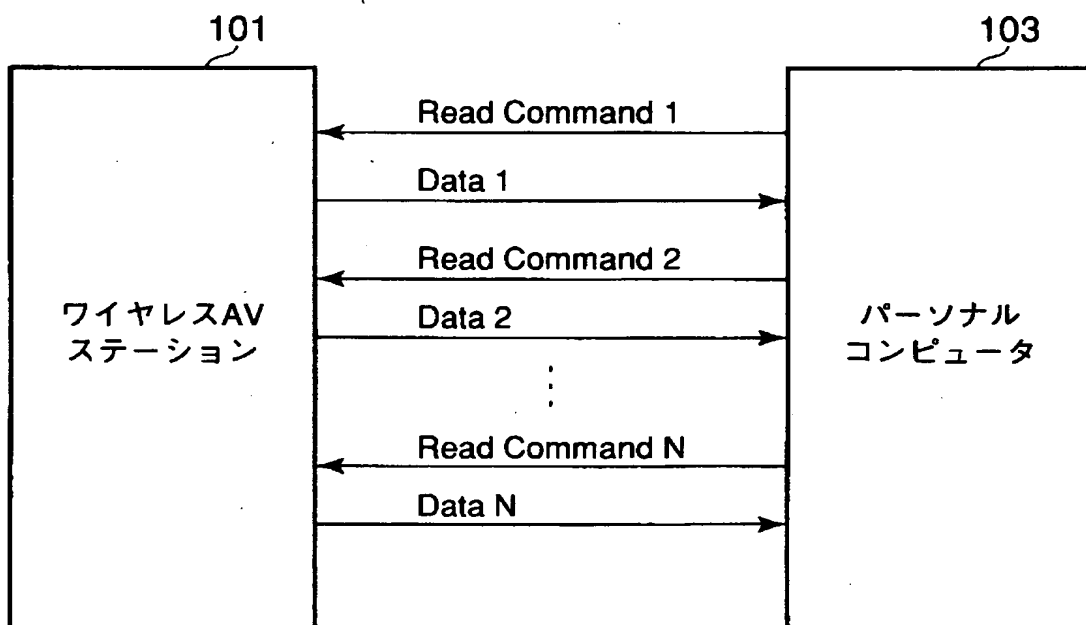 101
103
Read Command 1
Data 1
Read Command 2
ワイヤレスAV
ステーション
Data 2
パーソナル
コンピュータ
Read Command N
Data N